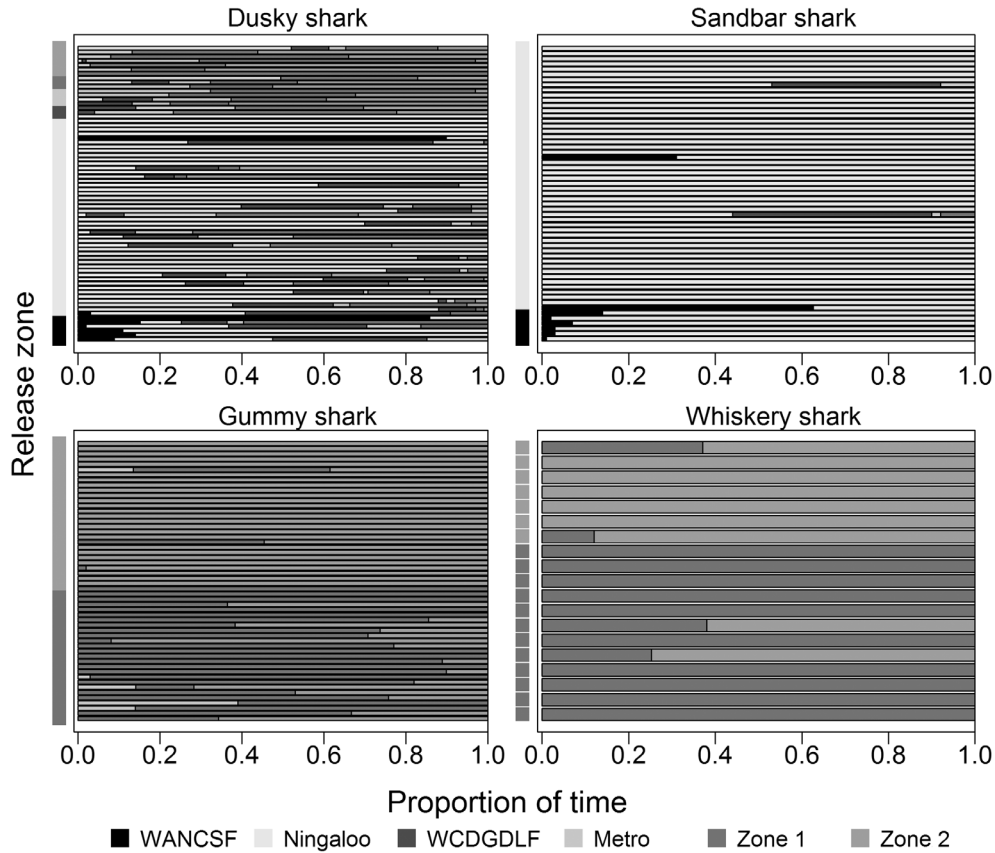 Dusky shark
Sandbar shark
0.0 0.2 0.4 0.6 0.8 1.0
0.0 0.2 0.4 0.6 0.8 1.0
Release zone
Gummy shark
Whiskery shark
0.0 0.2 0.4 0.6 0.8 1.0
0.0 0.2 0.4 0.6 0.8 1.0
Proportion of time
WANCSF Ningaloo WCDGDLF Metro Zone 1 Zone 2